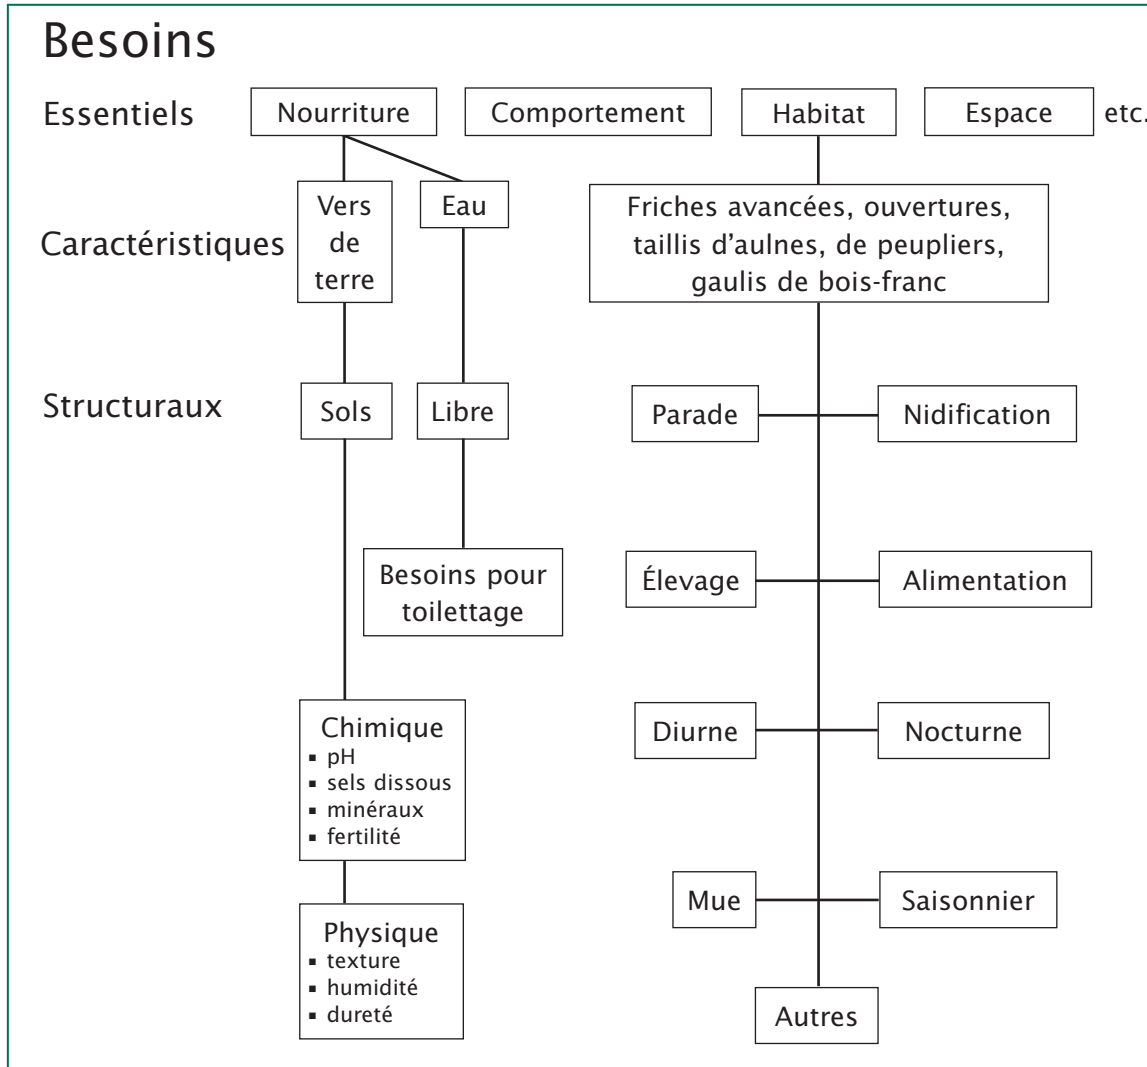 Besoins
Essentiels
Nourriture
Comportement
Habitat
Espace
etc.
Caractéristiques
Vers
de
terre
Eau
Friches avancées, ouvertures,
taillis d'aulnes, de peupliers,
gaulis de bois-franc
Structuraux
Sols
Libre
Parade
Nidification
Besoins pour
toilettage
Élevage
Alimentation
Chimique
▪ pH
▪ sels dissous
▪ minéraux
▪ fertilité
Diurne
Nocturne
Physique
▪ texture
▪ humidité
▪ dureté
Mue
Saisonnier
Autres